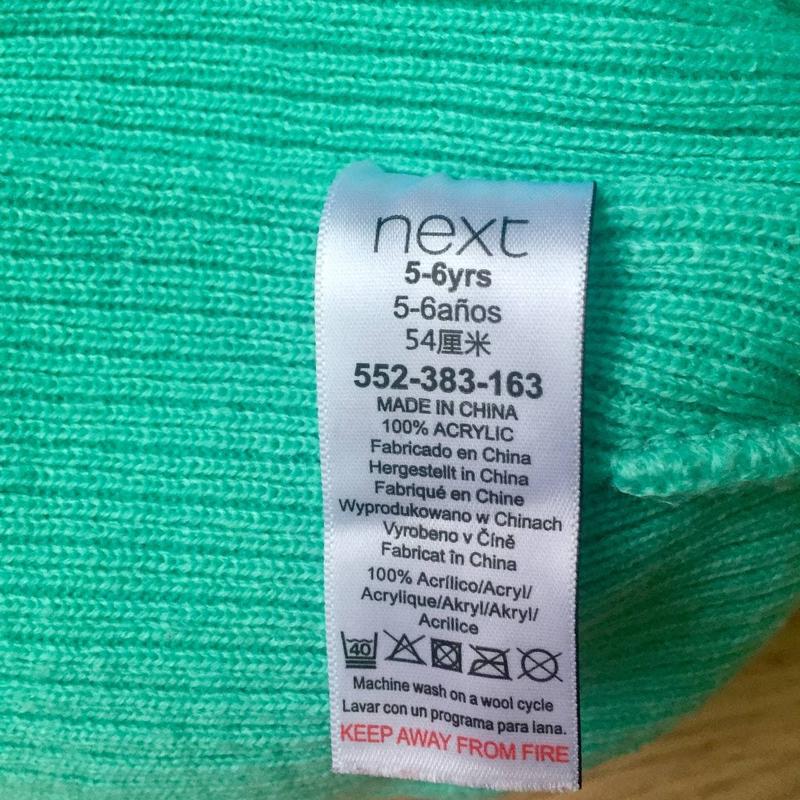 next
5-6yrs
5-6años
54厘米
552-383-163
MADE IN CHINA
100% ACRYLIC
Fabricado en China
Hergestellt in China
Fabriqué en Chine
Wyprodukowano w Chinach
Vyrobeno v Číně
Fabricat în China
100% Acrílico/Acryl/
Acrylique/Akryl/Akryl/
Acrilice
40
Machine wash on a wool cycle
Lavar con un programa para lana.
KEEP AWAY FROM FIRE